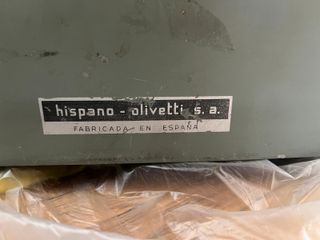 hispano - olivetti s.a.
FABRICADA EN ESPAÑA